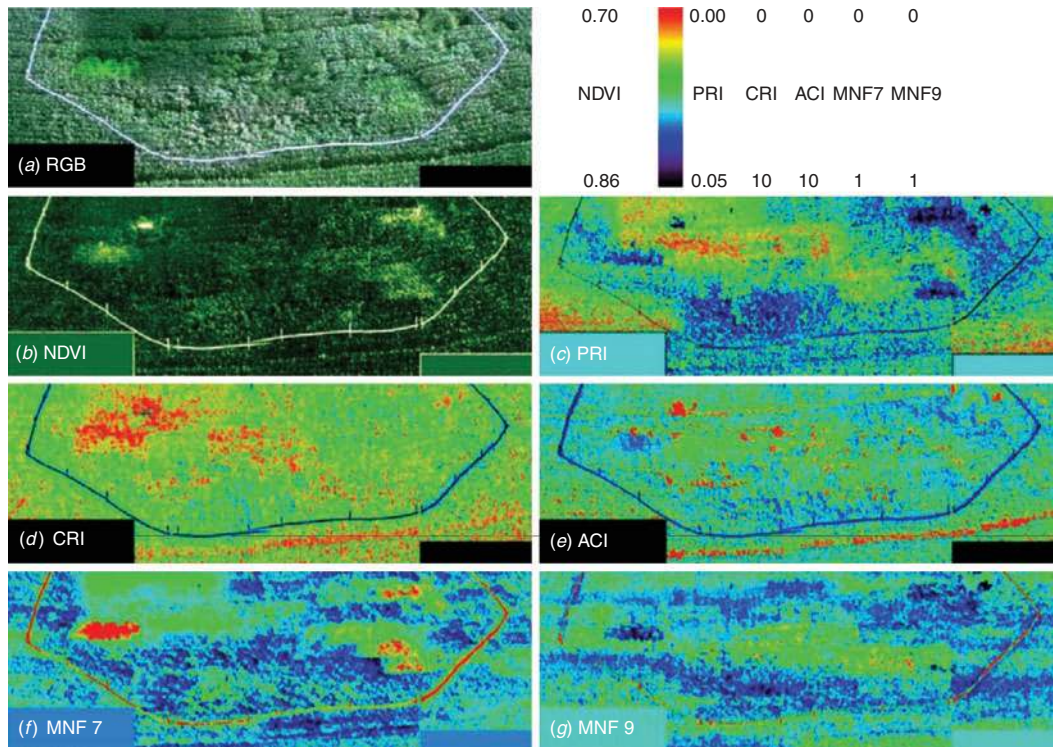 (a) RGB
0.70 0.00 0 0 0 0
NDVI PRI CRI ACI MNF7 MNF9
0.86 0.05 10 10 1 1
(b) NDVI
(c) PRI
(d) CRI
(e) ACI
(f) MNF 7
(g) MNF 9